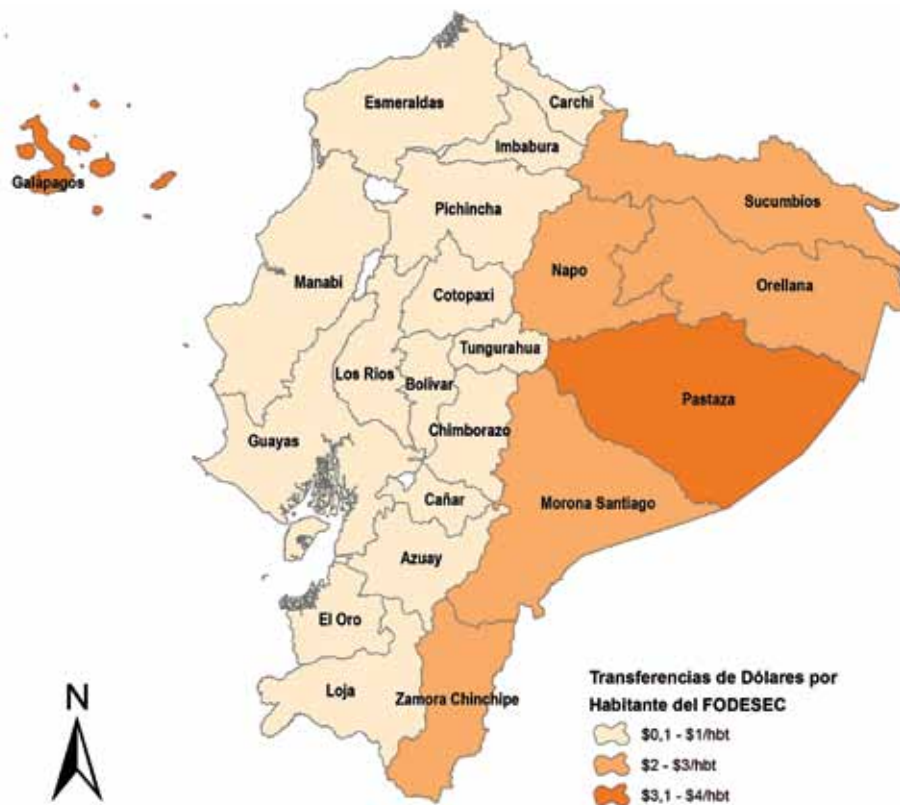 Esmeraldas
Carchi
Imbabura
Galápagos
Pichincha
Sucumbios
Napo
Manabi
Orellana
Cotopaxi
Tungurahua
Los Rios
Bolivar
Pastaza
Chimborazo
Guayas
Cañar
Morona Santiago
Azuay
El Oro
Loja
Zamora Chinchipe
N
Transferencias de Dólares por
Habitante del FODESEC
$0,1 - $1/hbt
$2 - $3/hbt
$3,1 - $4/hbt